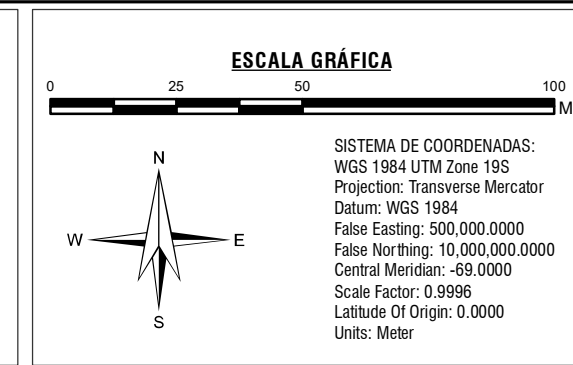 ESCALA GRÁFICA
0 25 50 100
M
N
W E
S
SISTEMA DE COORDENADAS:
WGS 1984 UTM Zone 19S
Projection: Transverse Mercator
Datum: WGS 1984
False Easting: 500,000.0000
False Northing: 10,000,000.0000
Central Meridian: -69.0000
Scale Factor: 0.9996
Latitude Of Origin: 0.0000
Units: Meter